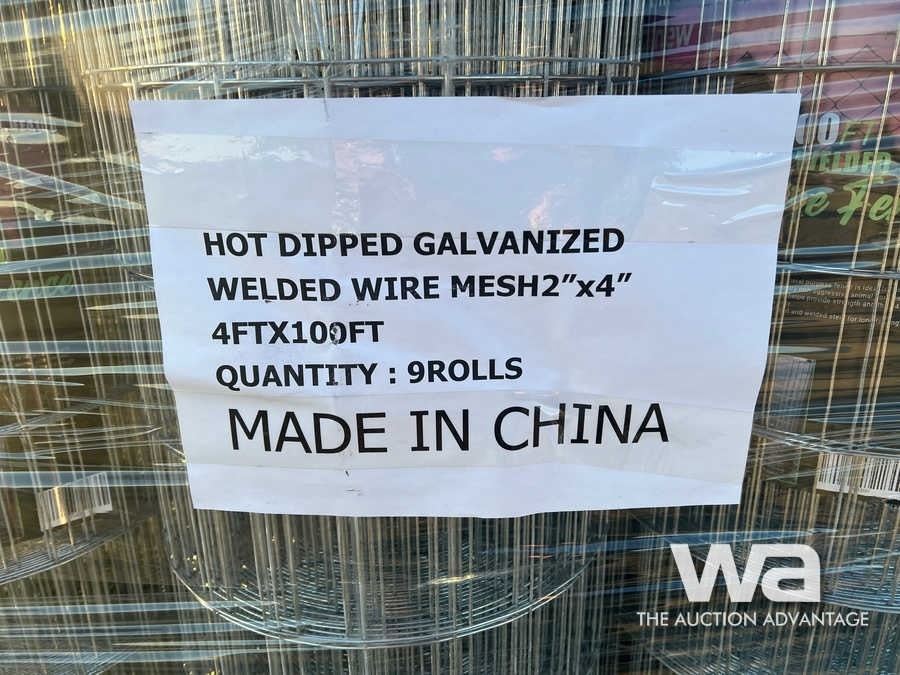 HOT DIPPED GALVANIZED
WELDED WIRE MESH2"x4"
4FTX100FT
QUANTITY : 9ROLLS
MADE IN CHINA
wa
THE AUCTION ADVANTAGE